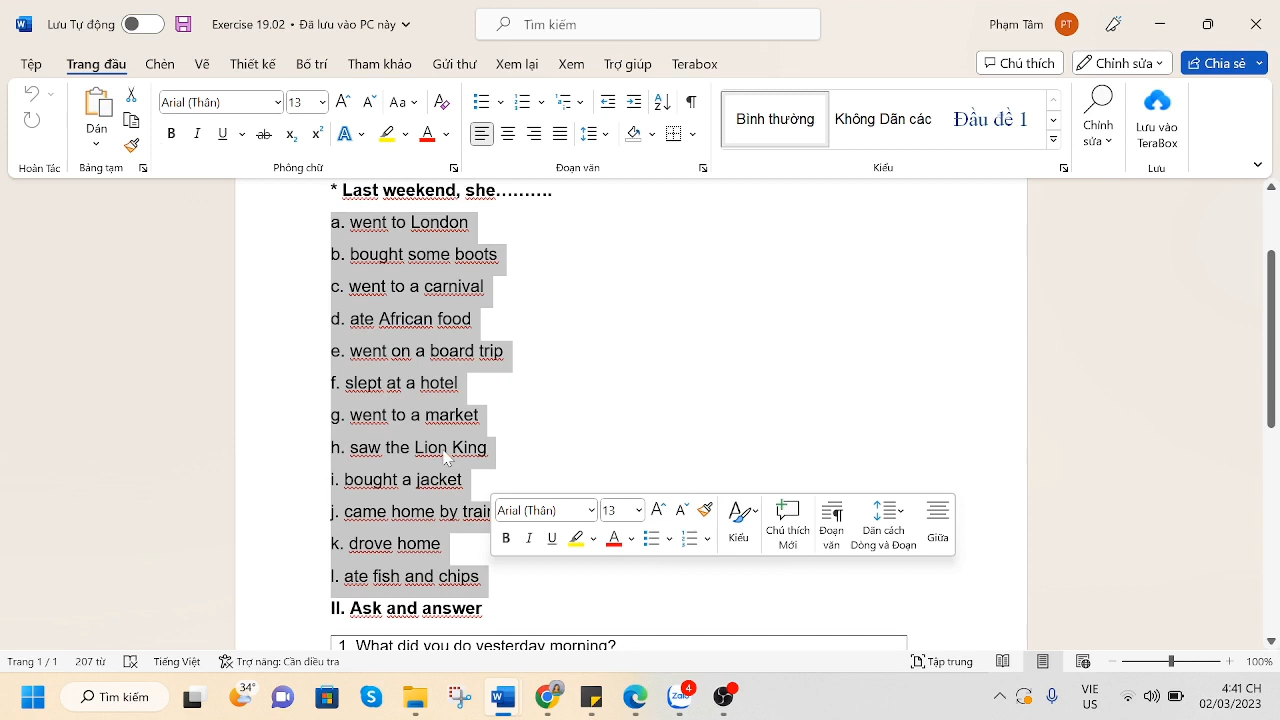 Lưu Tự động
Exercise 19.02 • Đã lưu vào PC này
Tìm kiếm
Phạm Tâm
PT
Tệp
Trang đầu
Chèn
Vẽ
Thiết kế
Bố trí
Tham khảo
Gửi thư
Xem lại
Xem
Trợ giúp
Terabox
Chú thích
Chỉnh sửa
Chia sẻ
Dán
Arial (Thân)
13
Aa
Bình thường
Không Dãn các
Đầu đề 1
Chỉnh
sửa
Lưu vào
TeraBox
Hoàn Tác
Bảng tạm
Phông chữ
Đoạn văn
Kiểu
Lưu
* Last weekend, she……….
a. went to London
b. bought some boots
c. went to a carnival
d. ate African food
e. went on a board trip
f. slept at a hotel
g. went to a market
h. saw the Lion King
i. bought a jacket
j. came home by train
k. drove home
l. ate fish and chips
Arial (Thân)
13
Kiểu
Chú thích
Mới
Đoạn
văn
Dãn cách
Dòng và Đoạn
Giữa
II. Ask and answer
1. What did you do yesterday morning?
Trang 1 / 1
207 từ
Tiếng Việt
Trợ năng: Cần điều tra
Tập trung
100%
34°
Tìm kiếm
Zalo
4
VIE
US
4:41 CH